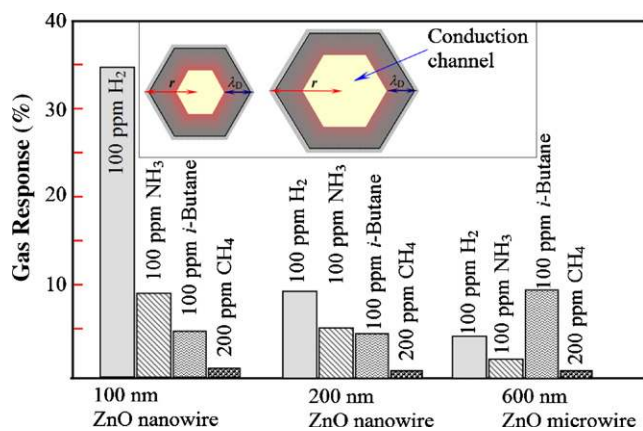 40
30
20
10
Gas Response (%)
r
λD
r
λD
Conduction
channel
100 ppm H2
100 ppm NH3
100 ppm i-Butane
200 ppm CH4
100 ppm H2
100 ppm NH3
100 ppm i-Butane
200 ppm CH4
100 ppm H2
100 ppm NH3
100 ppm i-Butane
200 ppm CH4
100 nm
ZnO nanowire
200 nm
ZnO nanowire
600 nm
ZnO microwire